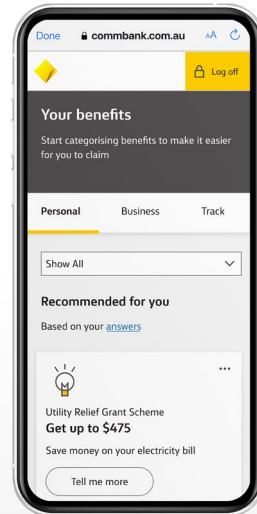 Done commbank.com.au AA
Log off
Your benefits
Start categorising benefits to make it easier
for you to claim
Personal Business Track
Show All
Recommended for you
Based on your answers
Utility Relief Grant Scheme
Get up to $475
Save money on your electricity bill
Tell me more